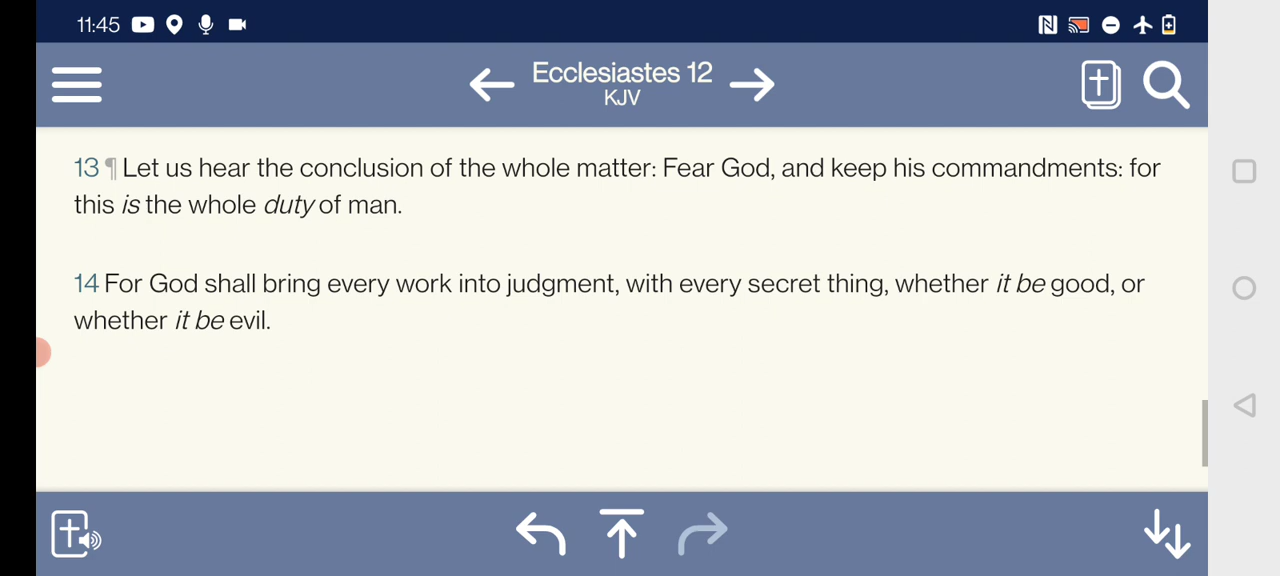 11:45
Ecclesiastes 12
KJV
13 ¶ Let us hear the conclusion of the whole matter: Fear God, and keep his commandments: for
this is the whole duty of man.
14 For God shall bring every work into judgment, with every secret thing, whether it be good, or
whether it be evil.